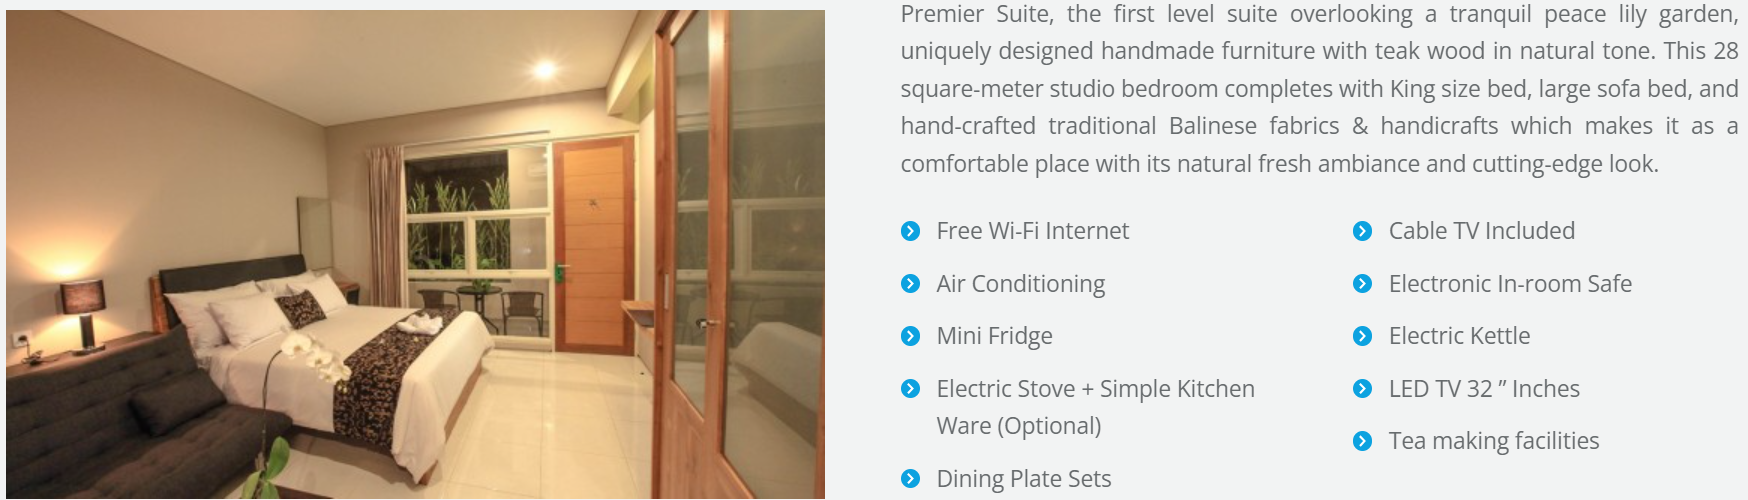 Premier Suite, the first level suite overlooking a tranquil peace lily garden,
uniquely designed handmade furniture with teak wood in natural tone. This 28
square-meter studio bedroom completes with King size bed, large sofa bed, and
hand-crafted traditional Balinese fabrics & handicrafts which makes it as a
comfortable place with its natural fresh ambiance and cutting-edge look.
Free Wi-Fi Internet
Air Conditioning
Mini Fridge
Electric Stove + Simple Kitchen
Ware (Optional)
Dining Plate Sets
Cable TV Included
Electronic In-room Safe
Electric Kettle
LED TV 32 ” Inches
Tea making facilities